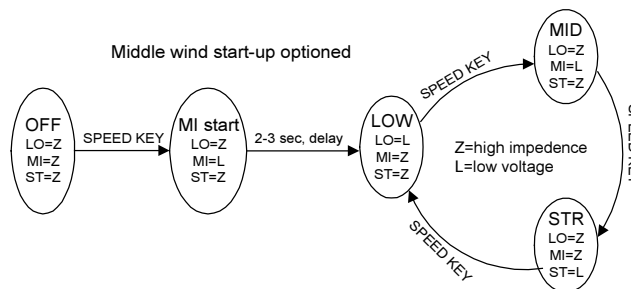 Middle wind start-up optioned
OFF
LO=Z
MI=Z
ST=Z
SPEED KEY
MI start
LO=Z
MI=L
ST=Z
2-3 sec, delay
LOW
LO=L
MI=Z
ST=Z
SPEED KEY
MID
LO=Z
MI=L
ST=Z
Z=high impedence
L=low voltage
STR
LO=Z
MI=Z
ST=L
SPEED KEY